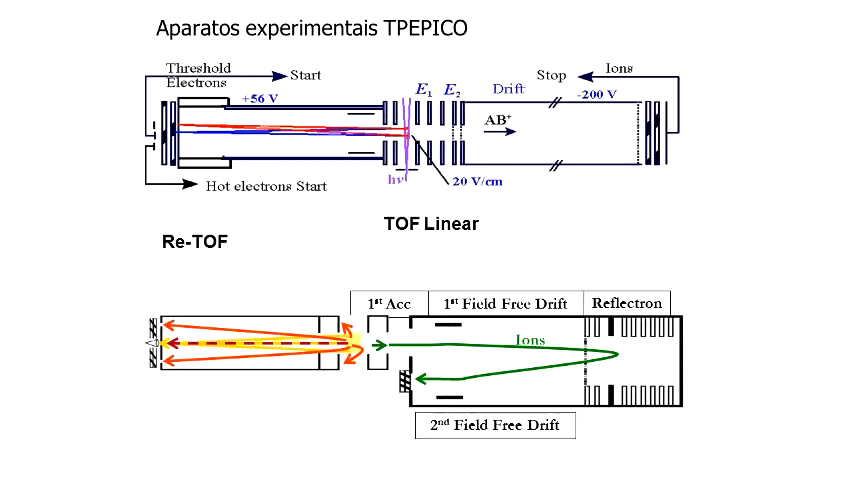 Aparatos experimentais TPEPICO
Threshold
Electrons
Start
+56 V
E1 E2
Drift
Stop
Ions
-200 V
AB+
Hot electrons Start
hν
20 V/cm
TOF Linear
Re-TOF
1st Acc
1st Field Free Drift
Reflectron
Ions
2nd Field Free Drift